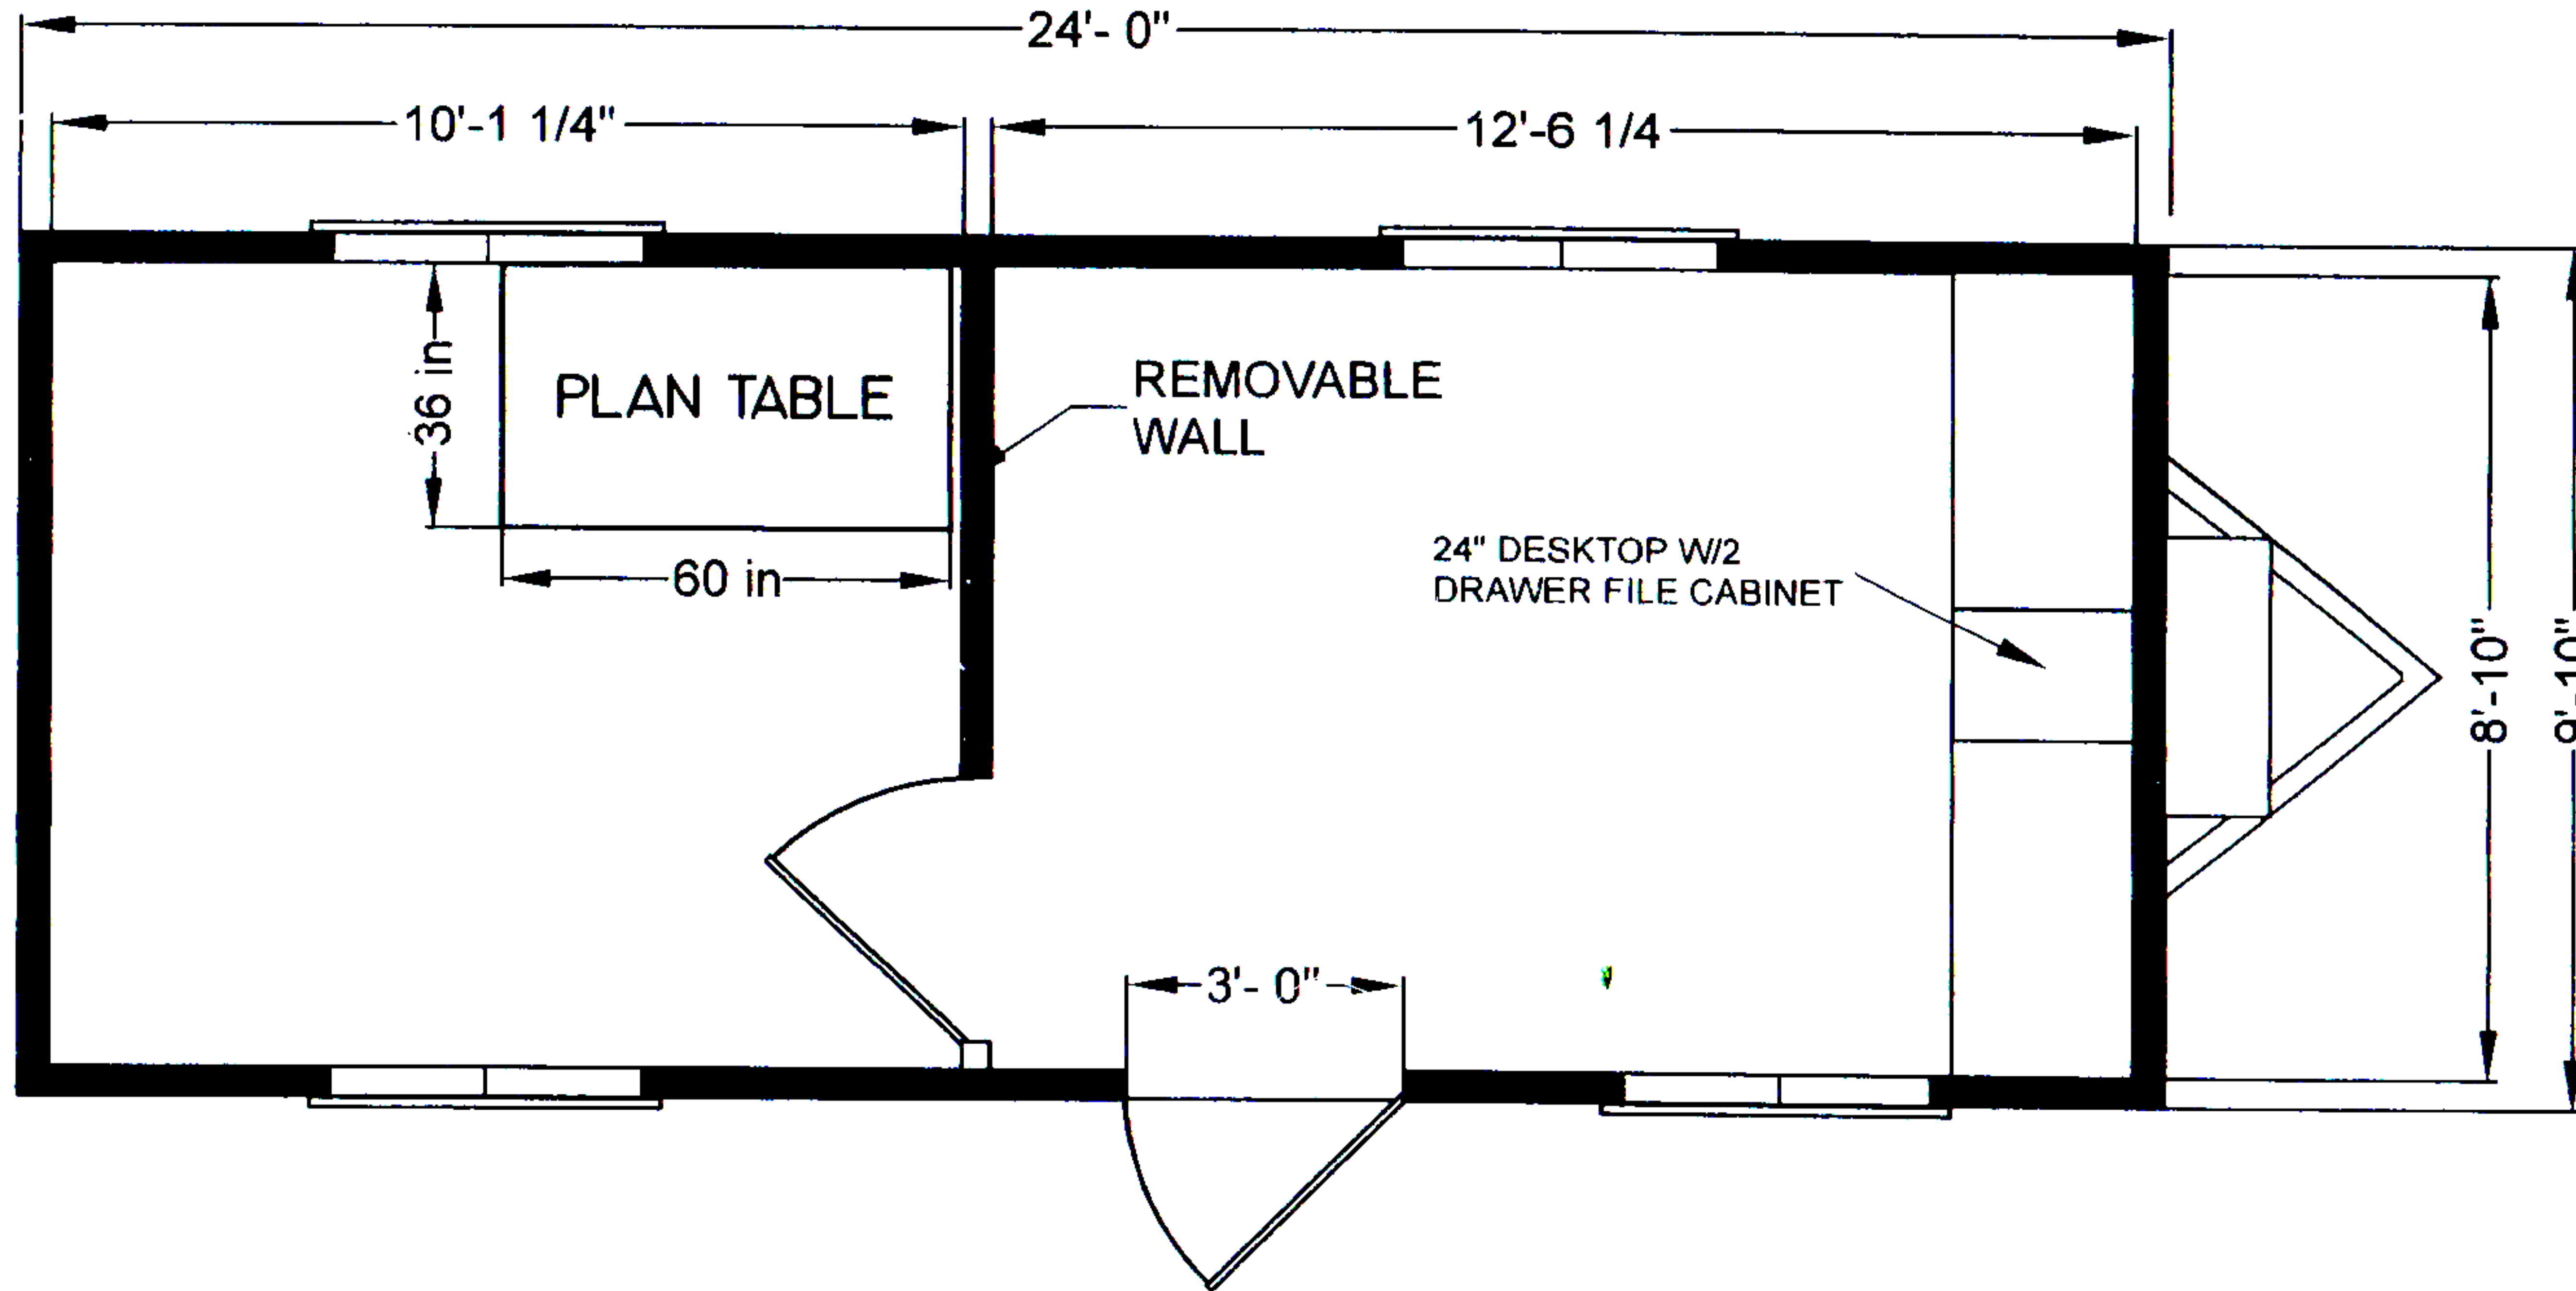 24'- 0"
10'-1 1/4"
12'-6 1/4
36 in
PLAN TABLE
REMOVABLE
WALL
60 in
24" DESKTOP W/2
DRAWER FILE CABINET
8'-10"
3'- 0"